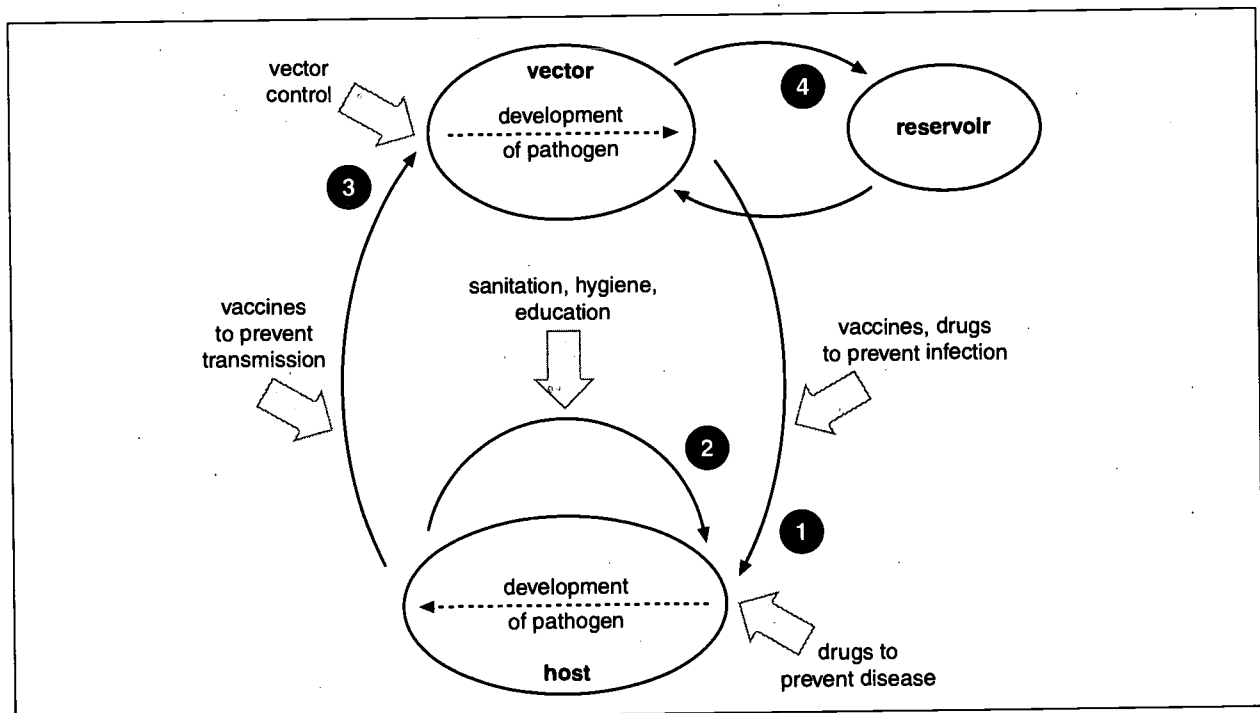 vector
control
vector
development
of pathogen
4
reservoir
3
sanitation, hygiene,
education
vaccines
to prevent
transmission
vaccines, drugs
to prevent infection
2
1
development
of pathogen
host
drugs to
prevent disease